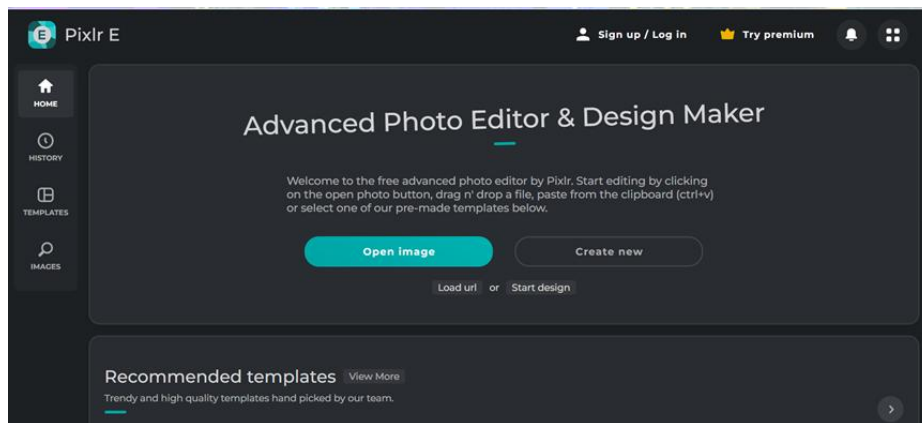 E Pixlr E
Sign up / Log in
Try premium
HOME
HISTORY
TEMPLATES
IMAGES
Advanced Photo Editor & Design Maker
Welcome to the free advanced photo editor by Pixlr. Start editing by clicking
on the open photo button, drag n' drop a file, paste from the clipboard (ctrl+v)
or select one of our pre-made templates below.
Open image
Create new
Load url or Start design
Recommended templates View More
Trendy and high quality templates hand picked by our team.